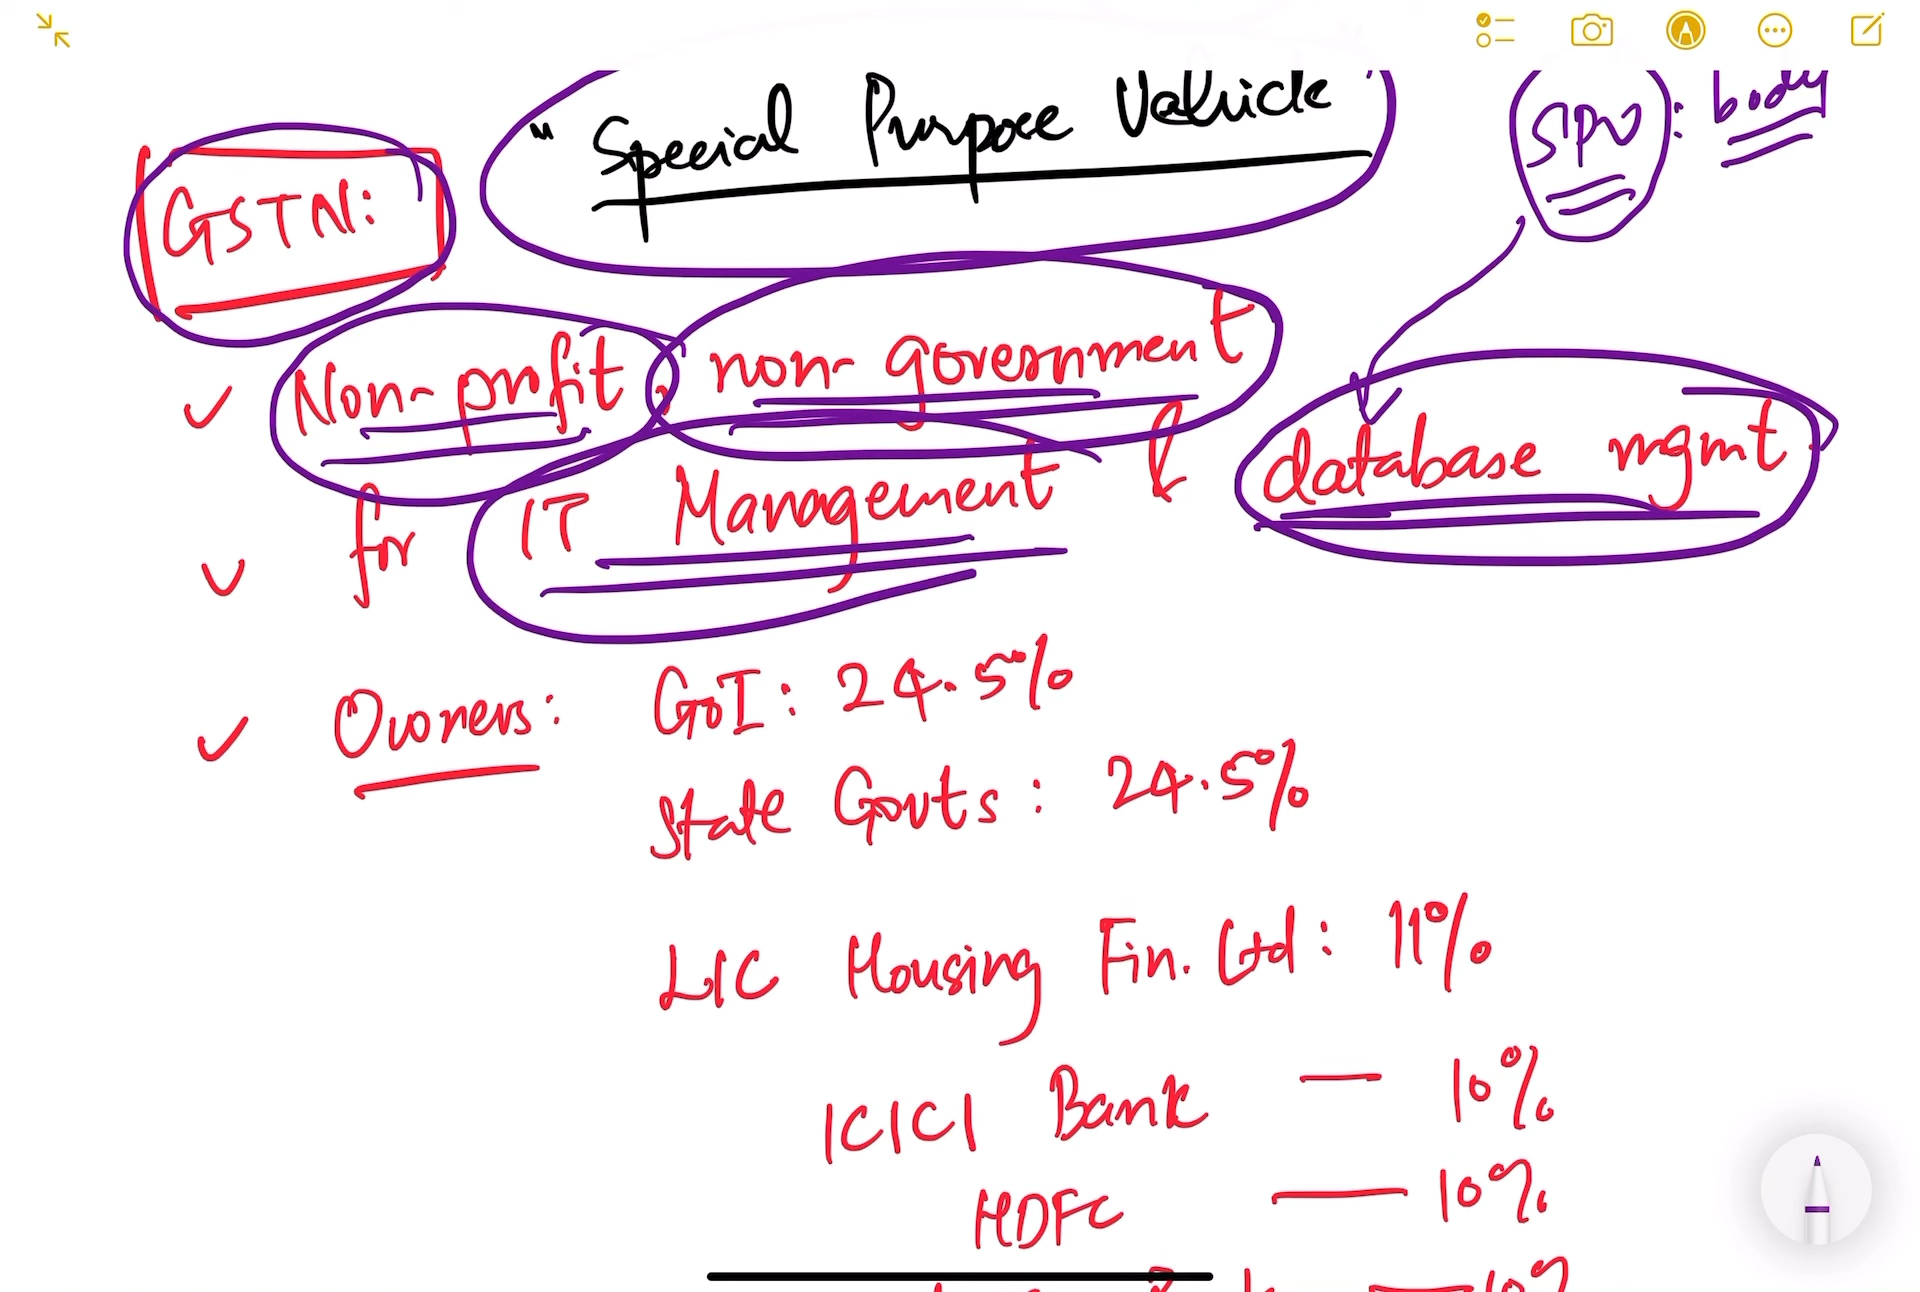 "Special Purpose Vehicle"
SPV: body
GSTN:
Non-profit, non-government
for IT Management & database mgmt
Owners: GoI: 24.5%
State Govts: 24.5%
LIC Housing Fin. Ltd: 11%
ICICI Bank — 10%
HDFC — 10%